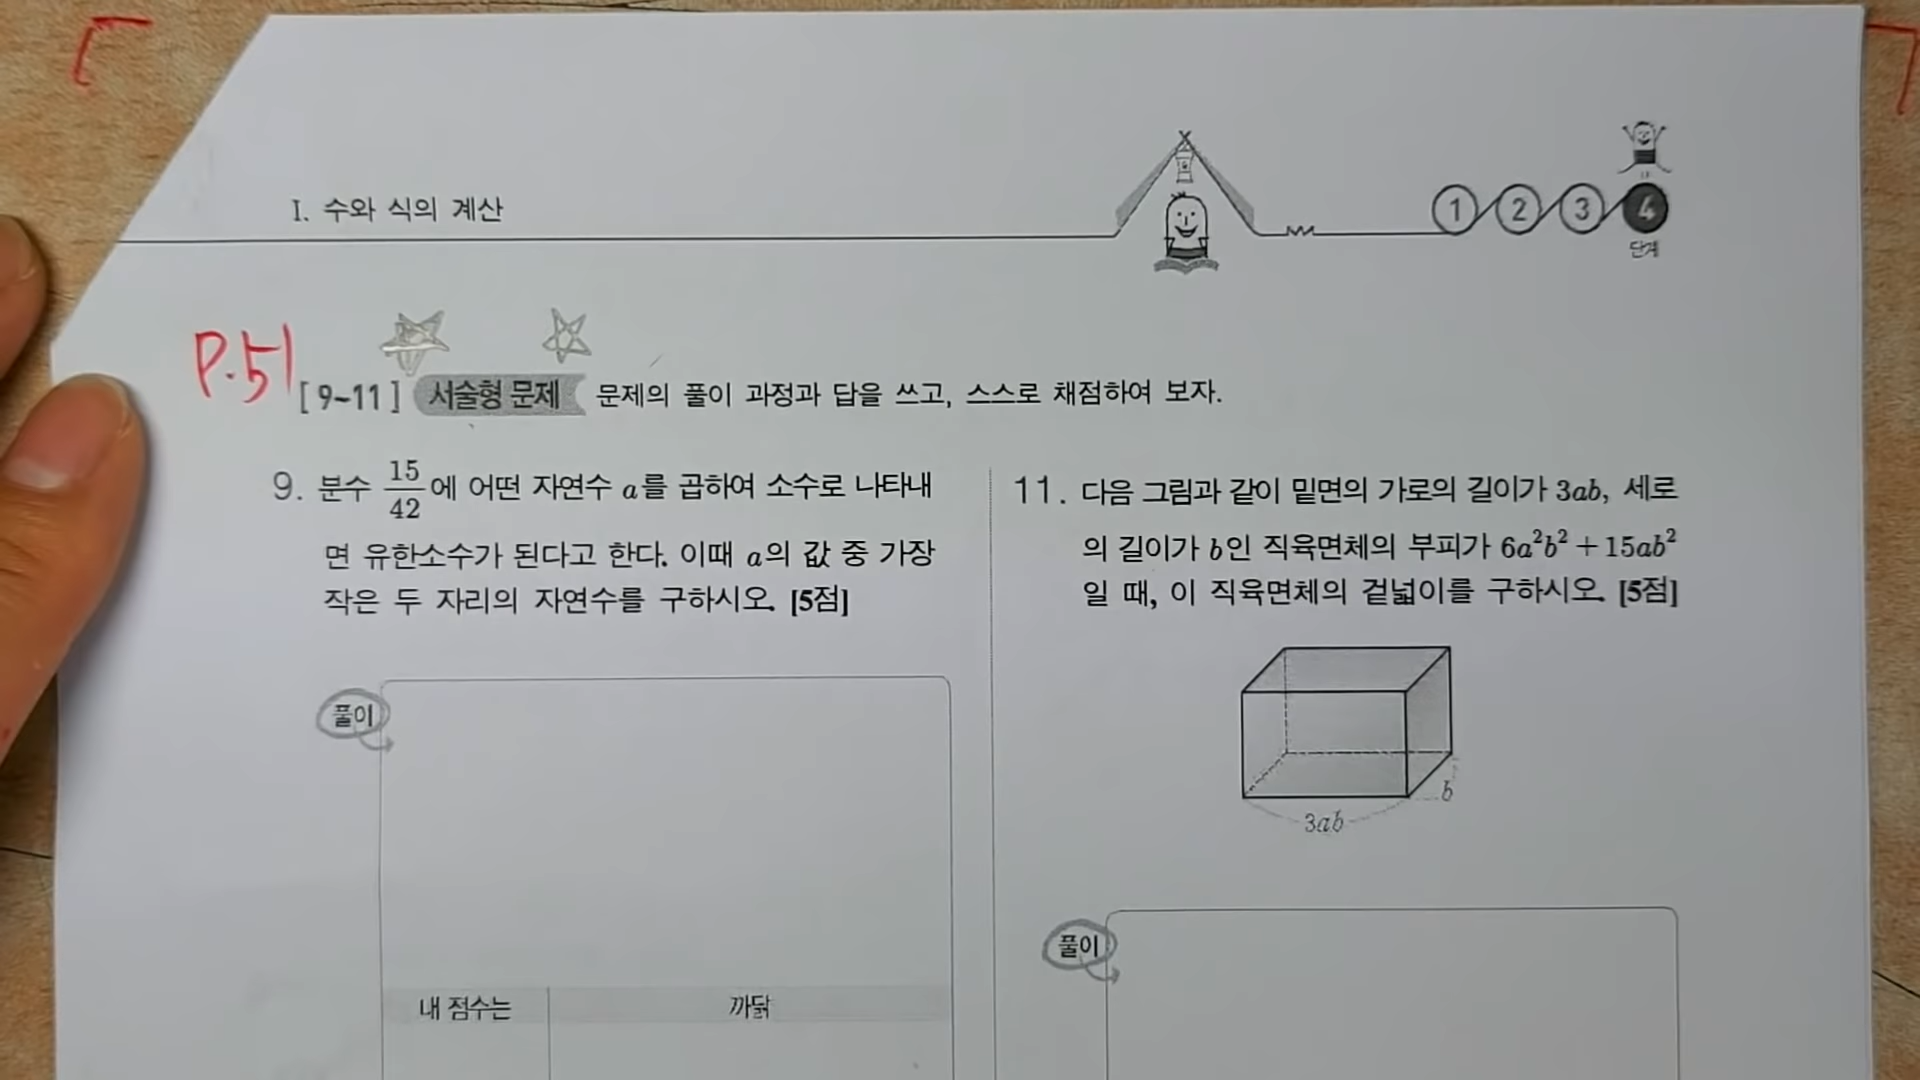 I. 수와 식의 계산
1 2 3 4
단계
P.51
[9~11] 서술형 문제 문제의 풀이 과정과 답을 쓰고, 스스로 채점하여 보자.
9. 분수 15/42에 어떤 자연수 a를 곱하여 소수로 나타내
면 유한소수가 된다고 한다. 이때 a의 값 중 가장
작은 두 자리의 자연수를 구하시오. [5점]
풀이
내 점수는 까닭
11. 다음 그림과 같이 밑면의 가로의 길이가 3ab, 세로
의 길이가 b인 직육면체의 부피가 6a²b²+15ab²
일 때, 이 직육면체의 겉넓이를 구하시오. [5점]
b
3ab
풀이